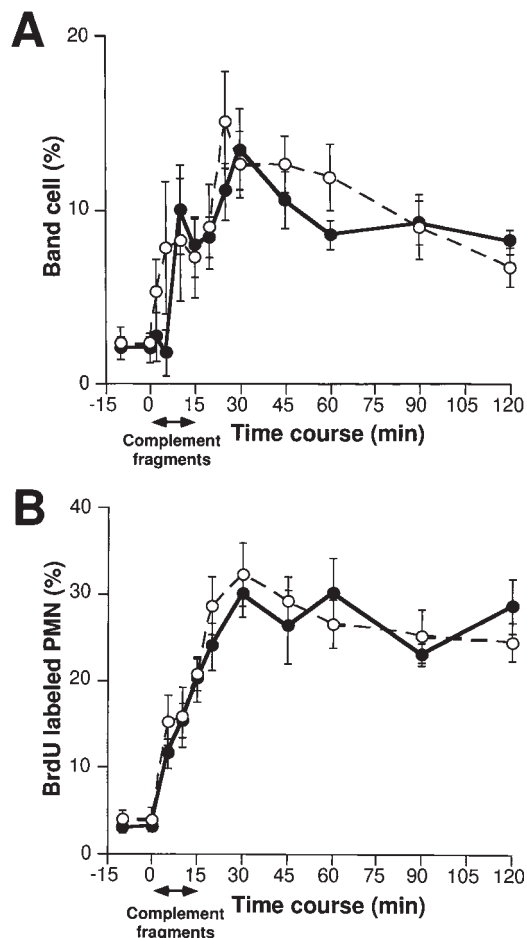 A
20
10
0
Band cell (%)
-15 0 15 30 45 60 75 90 105 120
Complement
fragments
Time course (min)
B
40
30
20
10
0
BrdU labeled PMN (%)
-15 0 15 30 45 60 75 90 105 120
Complement
fragments
Time course (min)